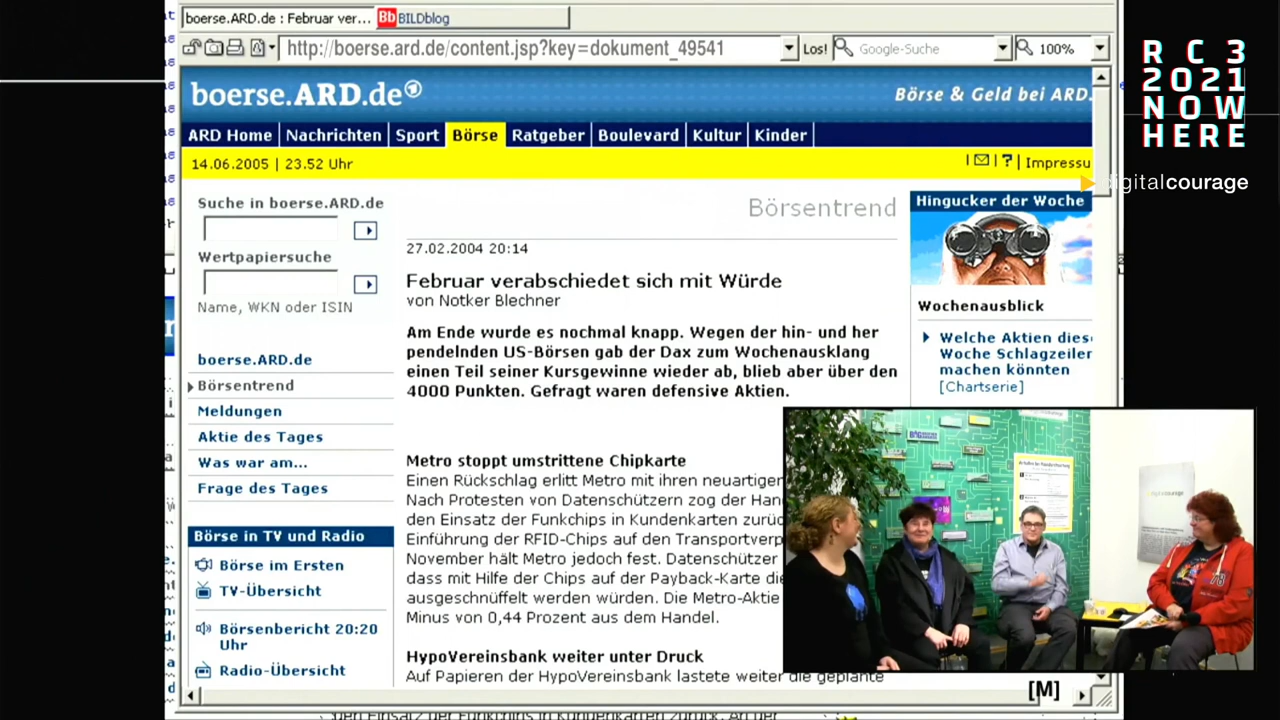 boerse.ARD.de : Februar ver...
BILDblog
http://boerse.ard.de/content.jsp?key=dokument_49541
Los!
Google-Suche
100%
boerse.ARD.de
Börse & Geld bei ARD.
ARD Home
Nachrichten
Sport
Börse
Ratgeber
Boulevard
Kultur
Kinder
14.06.2005 | 23.52 Uhr
| ? | Impressu
Suche in boerse.ARD.de
Wertpapiersuche
Name, WKN oder ISIN
boerse.ARD.de
Börsentrend
Meldungen
Aktie des Tages
Was war am...
Frage des Tages
Börse in TV und Radio
Börse im Ersten
TV-Übersicht
Börsenbericht 20:20
Uhr
Radio-Übersicht
Börsentrend
27.02.2004 20:14
Februar verabschiedet sich mit Würde
von Notker Blechner
Am Ende wurde es nochmal knapp. Wegen der hin- und her
pendelnden US-Börsen gab der Dax zum Wochenausklang
einen Teil seiner Kursgewinne wieder ab, blieb aber über den
4000 Punkten. Gefragt waren defensive Aktien.
Metro stoppt umstrittene Chipkarte
Einen Rückschlag erlitt Metro mit ihren neuartigen
Nach Protesten von Datenschützern zog der Han
den Einsatz der Funkchips in Kundenkarten zurüc
Einführung der RFID-Chips auf den Transportverp
November hält Metro jedoch fest. Datenschützer
dass mit Hilfe der Chips auf der Payback-Karte die
ausgeschnüffelt werden würden. Die Metro-Aktie
Minus von 0,44 Prozent aus dem Handel.
HypoVereinsbank weiter unter Druck
Auf Papieren der HypoVereinsbank lastete weiter die geplante
Hingucker der Woche
Wochenausblick
Welche Aktien dies
Woche Schlagzeiler
machen könnten
[Chartserie]
[M]
RC3
2021
NOW
HERE
digitalcourage
digitalcourage